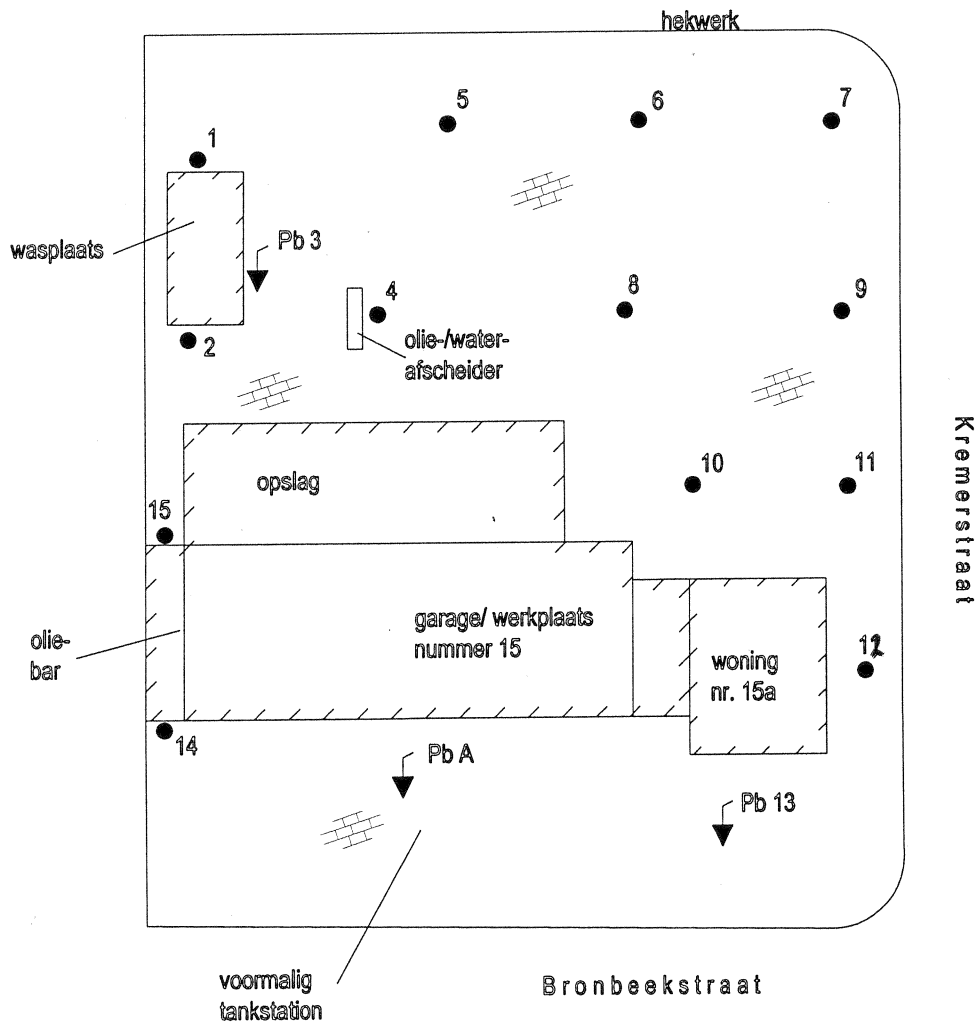 hekwerk
5
6
7
1
wasplaats
Pb 3
4
8
9
2
olie-/water-
afscheider
10
11
opslag
15
Kremerstraat
garage/ werkplaats
nummer 15
olie-
bar
woning
nr. 15a
12
14
Pb A
Pb 13
voormalig
tankstation
Bronbeekstraat